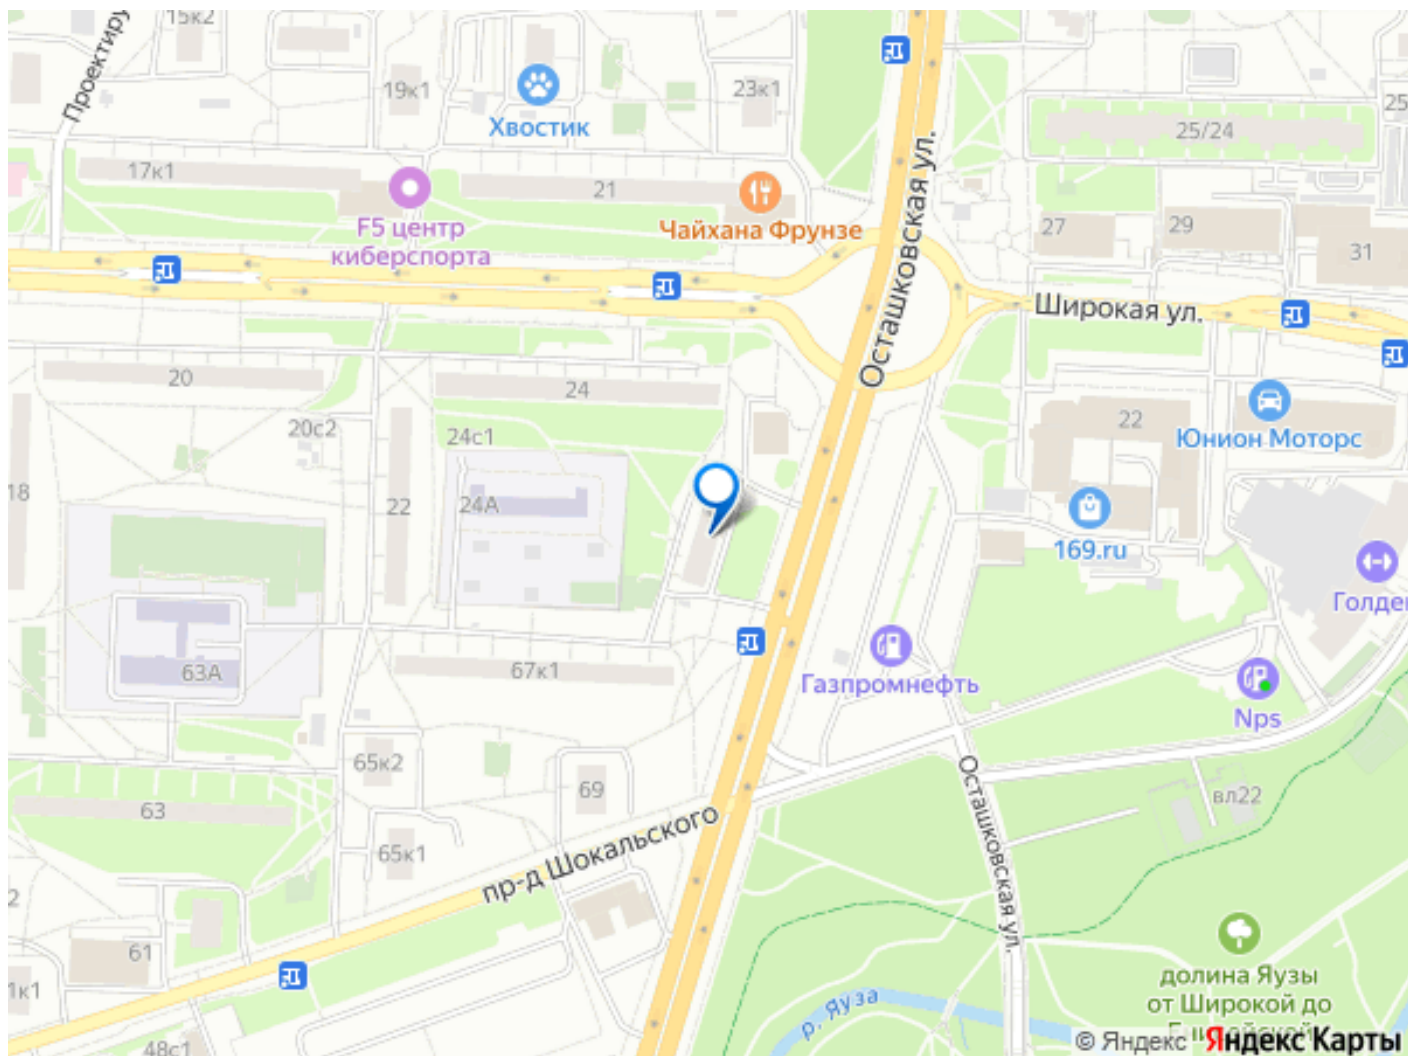 15к2
Проектиру
19к1
23к1
Хвостик
25
25/24
17к1
21
F5 центр
киберспорта
Чайхана Фрунзе
Осташковская ул.
27
29
31
Широкая ул.
20
24
20с2
24с1
22
Юнион Моторс
18
22
24А
169.ru
Голде
63А
67к1
Газпромнефть
Nps
65к2
69
63
вл22
65к1
пр-д Шокальского
Осташковская ул.
2
61
1к1
долина Яузы
от Широкой до
р. Яуза
48с1
© Яндекс Яндекс Карты